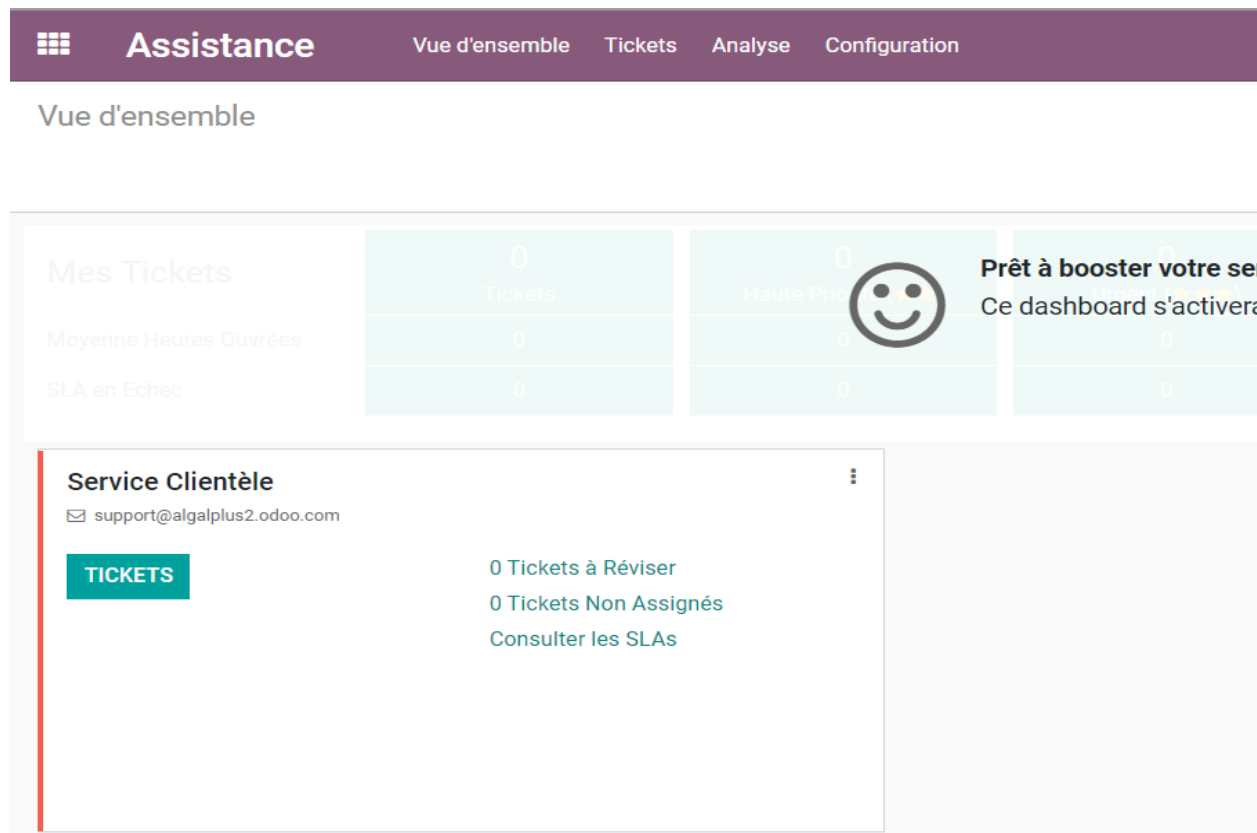 Assistance Vue d'ensemble Tickets Analyse Configuration
Vue d'ensemble
Mes Tickets
0
Tickets
0
Haute
0
Urgent
Prêt à booster votre
Ce dashboard s'activera
Moyenne Heures Ouvrées 0 0 0
SLA en Echec 0 0 0
Service Clientèle
support@algalplus2.odoo.com
TICKETS
0 Tickets à Réviser
0 Tickets Non Assignés
Consulter les SLAs